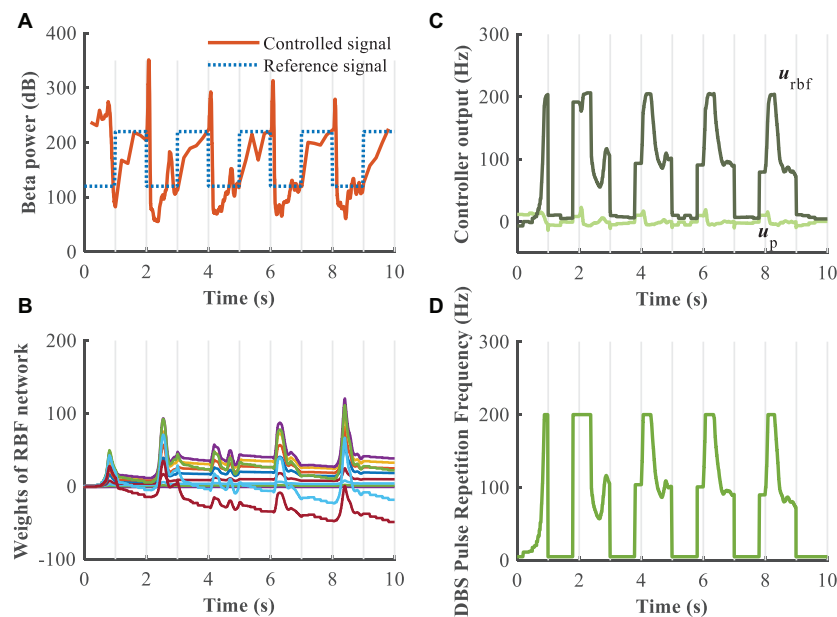 A
400
300
200
100
0
Beta power (dB)
Controlled signal
Reference signal
0 2 4 6 8 10
Time (s)
B
200
100
0
-100
Weights of RBF network
0 2 4 6 8 10
Time (s)
C
300
200
100
0
Controller output (Hz)
u rbf
u p
0 2 4 6 8 10
Time (s)
D
300
200
100
0
DBS Pulse Repetition Frequency (Hz)
0 2 4 6 8 10
Time (s)